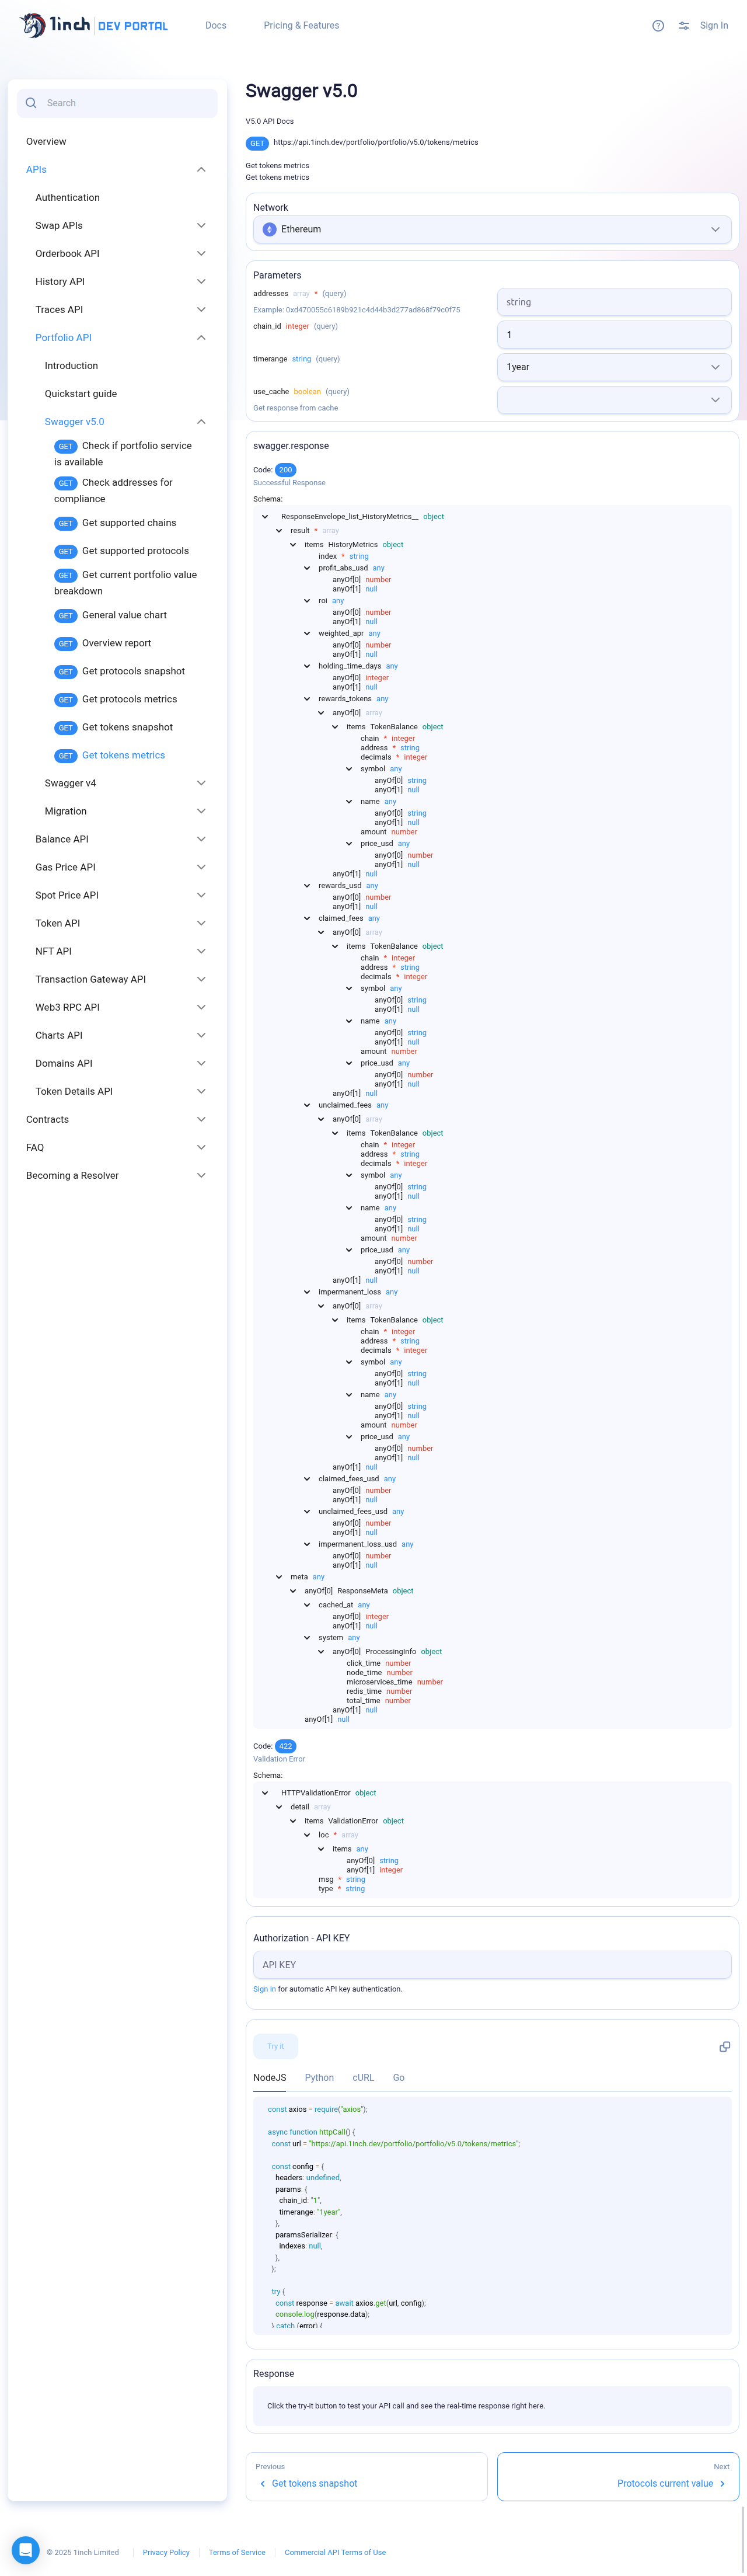 1inch DEV PORTAL
Docs
Pricing & Features
Sign In
Search
Overview
APIs
Authentication
Swap APIs
Orderbook API
History API
Traces API
Portfolio API
Introduction
Quickstart guide
Swagger v5.0
GET Check if portfolio service
is available
GET Check addresses for
compliance
GET Get supported chains
GET Get supported protocols
GET Get current portfolio value
breakdown
GET General value chart
GET Overview report
GET Get protocols snapshot
GET Get protocols metrics
GET Get tokens snapshot
GET Get tokens metrics
Swagger v4
Migration
Balance API
Gas Price API
Spot Price API
Token API
NFT API
Transaction Gateway API
Web3 RPC API
Charts API
Domains API
Token Details API
Contracts
FAQ
Becoming a Resolver
Swagger v5.0
V5.0 API Docs
GET https://api.1inch.dev/portfolio/portfolio/v5.0/tokens/metrics
Get tokens metrics
Get tokens metrics
Network
Ethereum
Parameters
addresses array * (query)
string
Example: 0xd470055c6189b921c4d44b3d277ad868f79c0f75
chain_id integer (query)
1
timerange string (query)
1year
use_cache boolean (query)
Get response from cache
swagger.response
Code: 200
Successful Response
Schema:
ResponseEnvelope_list_HistoryMetrics__ object
result * array
items HistoryMetrics object
index * string
profit_abs_usd any
anyOf[0] number
anyOf[1] null
roi any
anyOf[0] number
anyOf[1] null
weighted_apr any
anyOf[0] number
anyOf[1] null
holding_time_days any
anyOf[0] integer
anyOf[1] null
rewards_tokens any
anyOf[0] array
items TokenBalance object
chain * integer
address * string
decimals * integer
symbol any
anyOf[0] string
anyOf[1] null
name any
anyOf[0] string
anyOf[1] null
amount number
price_usd any
anyOf[0] number
anyOf[1] null
anyOf[1] null
rewards_usd any
anyOf[0] number
anyOf[1] null
claimed_fees any
anyOf[0] array
items TokenBalance object
chain * integer
address * string
decimals * integer
symbol any
anyOf[0] string
anyOf[1] null
name any
anyOf[0] string
anyOf[1] null
amount number
price_usd any
anyOf[0] number
anyOf[1] null
anyOf[1] null
unclaimed_fees any
anyOf[0] array
items TokenBalance object
chain * integer
address * string
decimals * integer
symbol any
anyOf[0] string
anyOf[1] null
name any
anyOf[0] string
anyOf[1] null
amount number
price_usd any
anyOf[0] number
anyOf[1] null
anyOf[1] null
impermanent_loss any
anyOf[0] array
items TokenBalance object
chain * integer
address * string
decimals * integer
symbol any
anyOf[0] string
anyOf[1] null
name any
anyOf[0] string
anyOf[1] null
amount number
price_usd any
anyOf[0] number
anyOf[1] null
anyOf[1] null
claimed_fees_usd any
anyOf[0] number
anyOf[1] null
unclaimed_fees_usd any
anyOf[0] number
anyOf[1] null
impermanent_loss_usd any
anyOf[0] number
anyOf[1] null
meta any
anyOf[0] ResponseMeta object
cached_at any
anyOf[0] integer
anyOf[1] null
system any
anyOf[0] ProcessingInfo object
click_time number
node_time number
microservices_time number
redis_time number
total_time number
anyOf[1] null
anyOf[1] null
Code: 422
Validation Error
Schema:
HTTPValidationError object
detail array
items ValidationError object
loc * array
items any
anyOf[0] string
anyOf[1] integer
msg * string
type * string
Authorization - API KEY
API KEY
Sign in for automatic API key authentication.
Try it
NodeJS Python cURL Go
const axios = require("axios");
async function httpCall() {
const url = "https://api.1inch.dev/portfolio/portfolio/v5.0/tokens/metrics";
const config = {
headers: undefined,
params: {
chain_id: "1",
timerange: "1year",
},
paramsSerializer: {
indexes: null,
},
};
try {
const response = await axios.get(url, config);
console.log(response.data);
} catch (error) {
Response
Click the try-it button to test your API call and see the real-time response right here.
Previous
Get tokens snapshot
Next
Protocols current value
© 2025 1inch Limited
Privacy Policy
Terms of Service
Commercial API Terms of Use